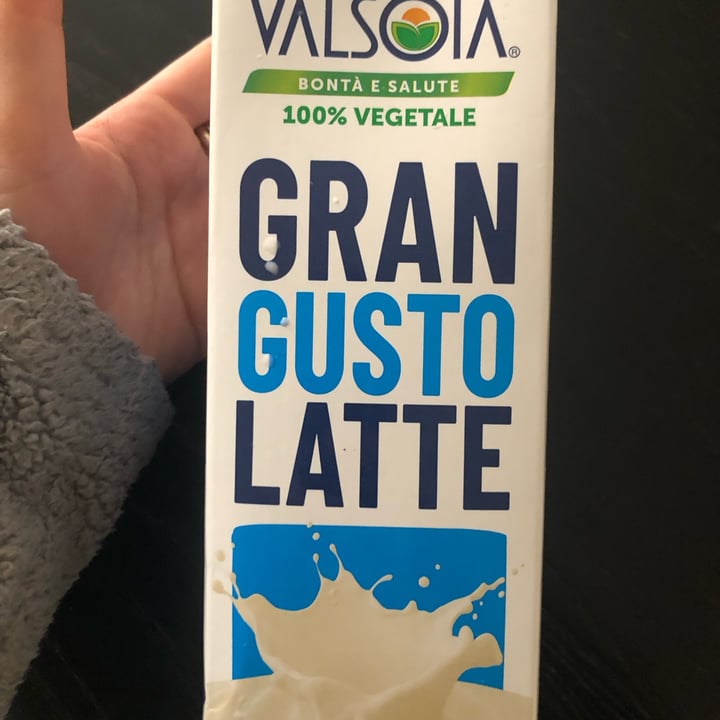 VALSOIA®
BONTÀ E SALUTE
100% VEGETALE
GRAN
GUSTO
LATTE